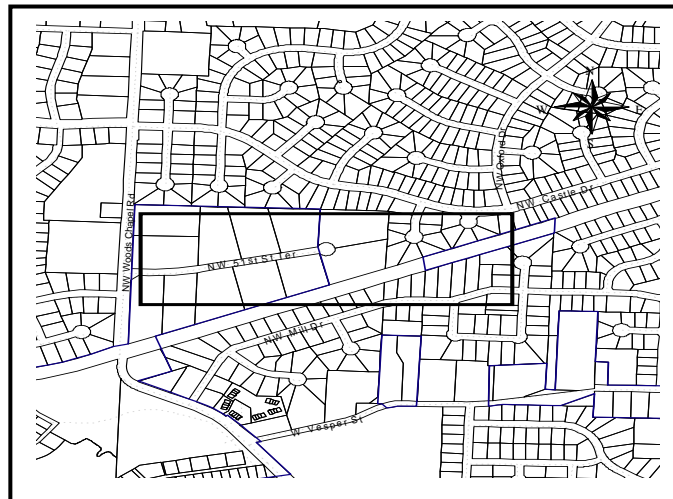 N
W E
S
NW Oxford Dr
NW Castle Dr
NW Woods Chapel Rd
NW 51st St Ter
NW Mill Dr
W Vesper St